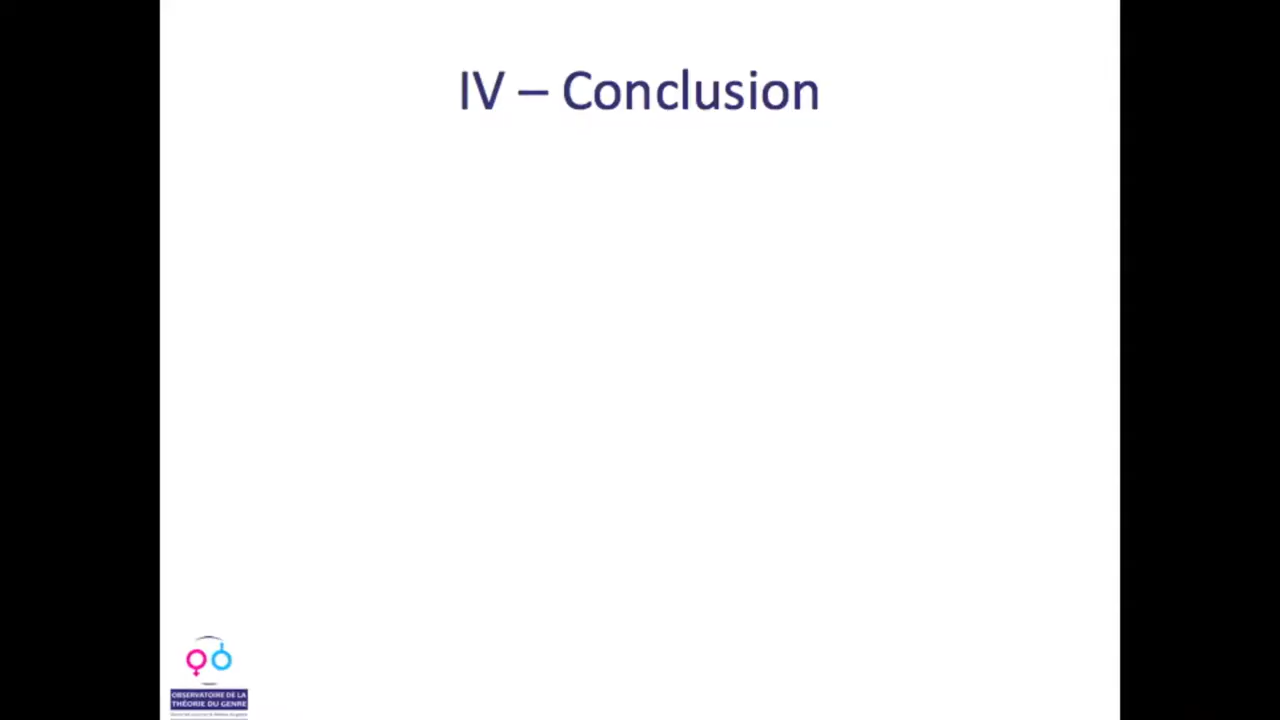 IV – Conclusion
OBSERVATOIRE DE LA
THÉORIE DU GENRE